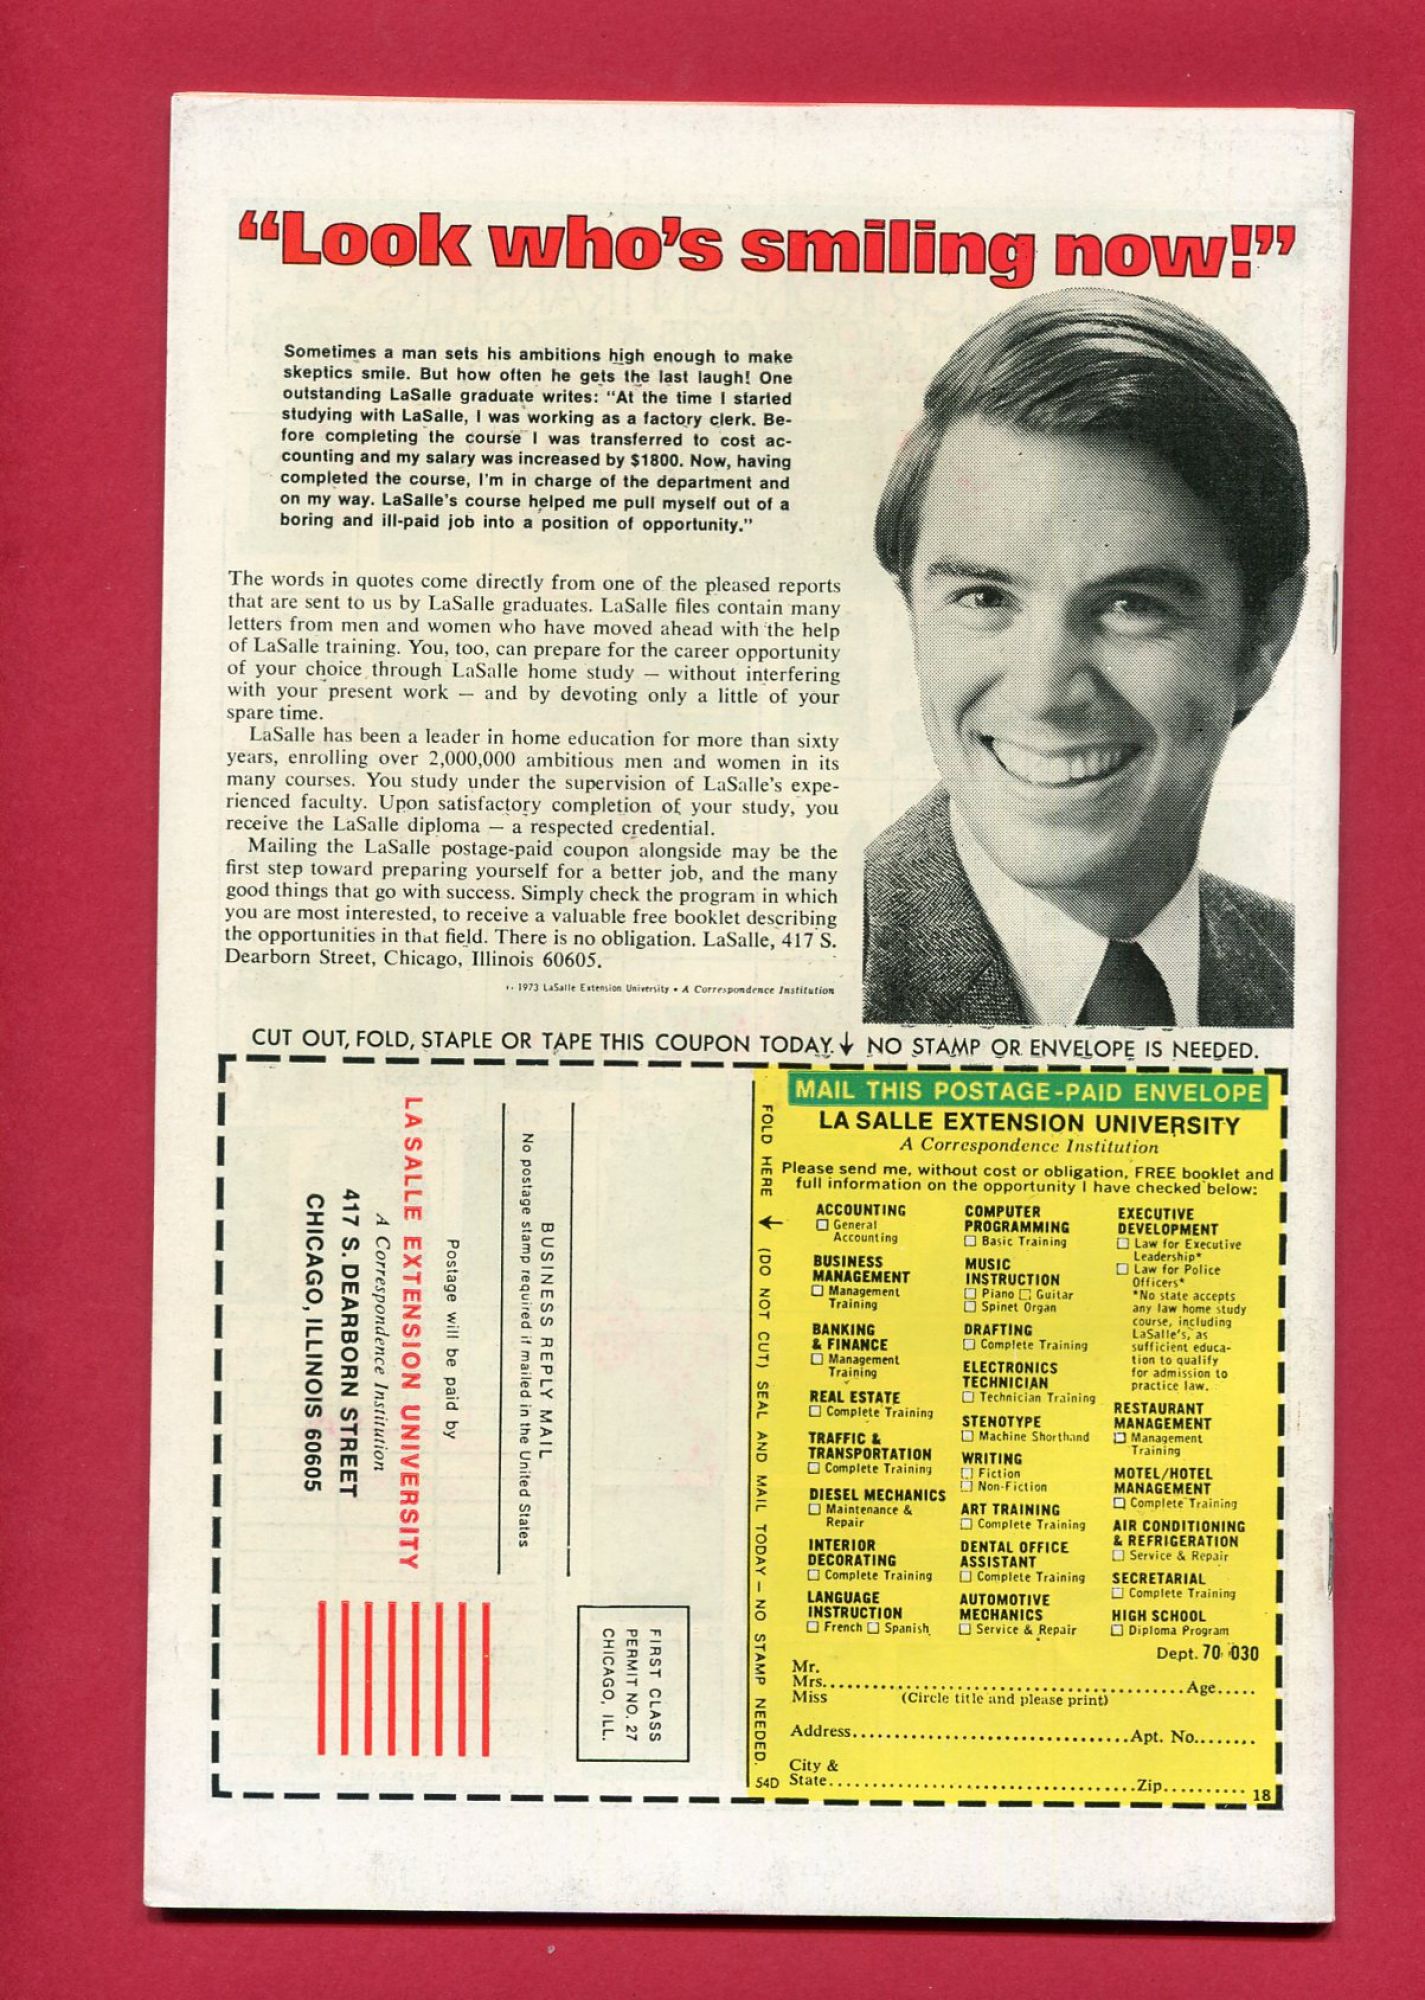 “Look who’s smiling now!”
Sometimes a man sets his ambitions high enough to make
skeptics smile. But how often he gets the last laugh! One
outstanding LaSalle graduate writes: “At the time I started
studying with LaSalle, I was working as a factory clerk. Be-
fore completing the course I was transferred to cost ac-
counting and my salary was increased by $1800. Now, having
completed the course, I’m in charge of the department and
on my way. LaSalle’s course helped me pull myself out of a
boring and ill-paid job into a position of opportunity.”
The words in quotes come directly from one of the pleased reports
that are sent to us by LaSalle graduates. LaSalle files contain many
letters from men and women who have moved ahead with the help
of LaSalle training. You, too, can prepare for the career opportunity
of your choice through LaSalle home study — without interfering
with your present work — and by devoting only a little of your
spare time.
LaSalle has been a leader in home education for more than sixty
years, enrolling over 2,000,000 ambitious men and women in its
many courses. You study under the supervision of LaSalle’s expe-
rienced faculty. Upon satisfactory completion of your study, you
receive the LaSalle diploma — a respected credential.
Mailing the LaSalle postage-paid coupon alongside may be the
first step toward preparing yourself for a better job, and the many
good things that go with success. Simply check the program in which
you are most interested, to receive a valuable free booklet describing
the opportunities in that field. There is no obligation. LaSalle, 417 S.
Dearborn Street, Chicago, Illinois 60605.
1973 LaSalle Extension University • A Correspondence Institution
CUT OUT, FOLD, STAPLE OR TAPE THIS COUPON TODAY. ↓ NO STAMP OR ENVELOPE IS NEEDED.
FIRST CLASS
PERMIT NO. 27
CHICAGO, ILL.
BUSINESS REPLY MAIL
No postage stamp required if mailed in the United States
Postage will be paid by
LA SALLE EXTENSION UNIVERSITY
A Correspondence Institution
417 S. DEARBORN STREET
CHICAGO, ILLINOIS 60605
FOLD HERE ↓ (DO NOT CUT) SEAL AND MAIL TODAY — NO STAMP NEEDED.
54D
MAIL THIS POSTAGE-PAID ENVELOPE
LA SALLE EXTENSION UNIVERSITY
A Correspondence Institution
Please send me, without cost or obligation, FREE booklet and
full information on the opportunity I have checked below:
ACCOUNTING
☐ General
Accounting
BUSINESS
MANAGEMENT
☐ Management
Training
BANKING
& FINANCE
☐ Management
Training
REAL ESTATE
☐ Complete Training
TRAFFIC &
TRANSPORTATION
☐ Complete Training
DIESEL MECHANICS
☐ Maintenance &
Repair
INTERIOR
DECORATING
☐ Complete Training
LANGUAGE
INSTRUCTION
☐ French ☐ Spanish
COMPUTER
PROGRAMMING
☐ Basic Training
MUSIC
INSTRUCTION
☐ Piano ☐ Guitar
☐ Spinet Organ
DRAFTING
☐ Complete Training
ELECTRONICS
TECHNICIAN
☐ Technician Training
STENOTYPE
☐ Machine Shorthand
WRITING
☐ Fiction
☐ Non-Fiction
ART TRAINING
☐ Complete Training
DENTAL OFFICE
ASSISTANT
☐ Complete Training
AUTOMOTIVE
MECHANICS
☐ Service & Repair
EXECUTIVE
DEVELOPMENT
☐ Law for Executive
Leadership*
☐ Law for Police
Officers*
*No state accepts
any law home study
course, including
LaSalle’s, as
sufficient educa-
tion to qualify
for admission to
practice law.
RESTAURANT
MANAGEMENT
☐ Management
Training
MOTEL/HOTEL
MANAGEMENT
☐ Complete Training
AIR CONDITIONING
& REFRIGERATION
☐ Service & Repair
SECRETARIAL
☐ Complete Training
HIGH SCHOOL
☐ Diploma Program
Dept. 70-030
Mr.
Mrs. Age
Miss (Circle title and please print)
Address Apt. No.
City &
State Zip
18